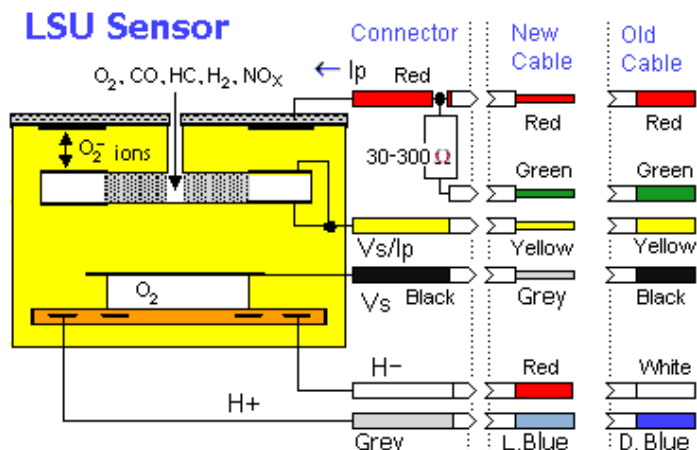 LSU Sensor
Connector
New
Cable
Old
Cable
O₂, CO, HC, H₂, NOx
← Ip
Red
Red
Red
O₂⁻ ions
30-300 Ω
Green
Green
Vs/Ip
Yellow
Yellow
O₂
Vs
Black
Grey
Black
H-
Red
White
H+
Grey
L.Blue
D. Blue